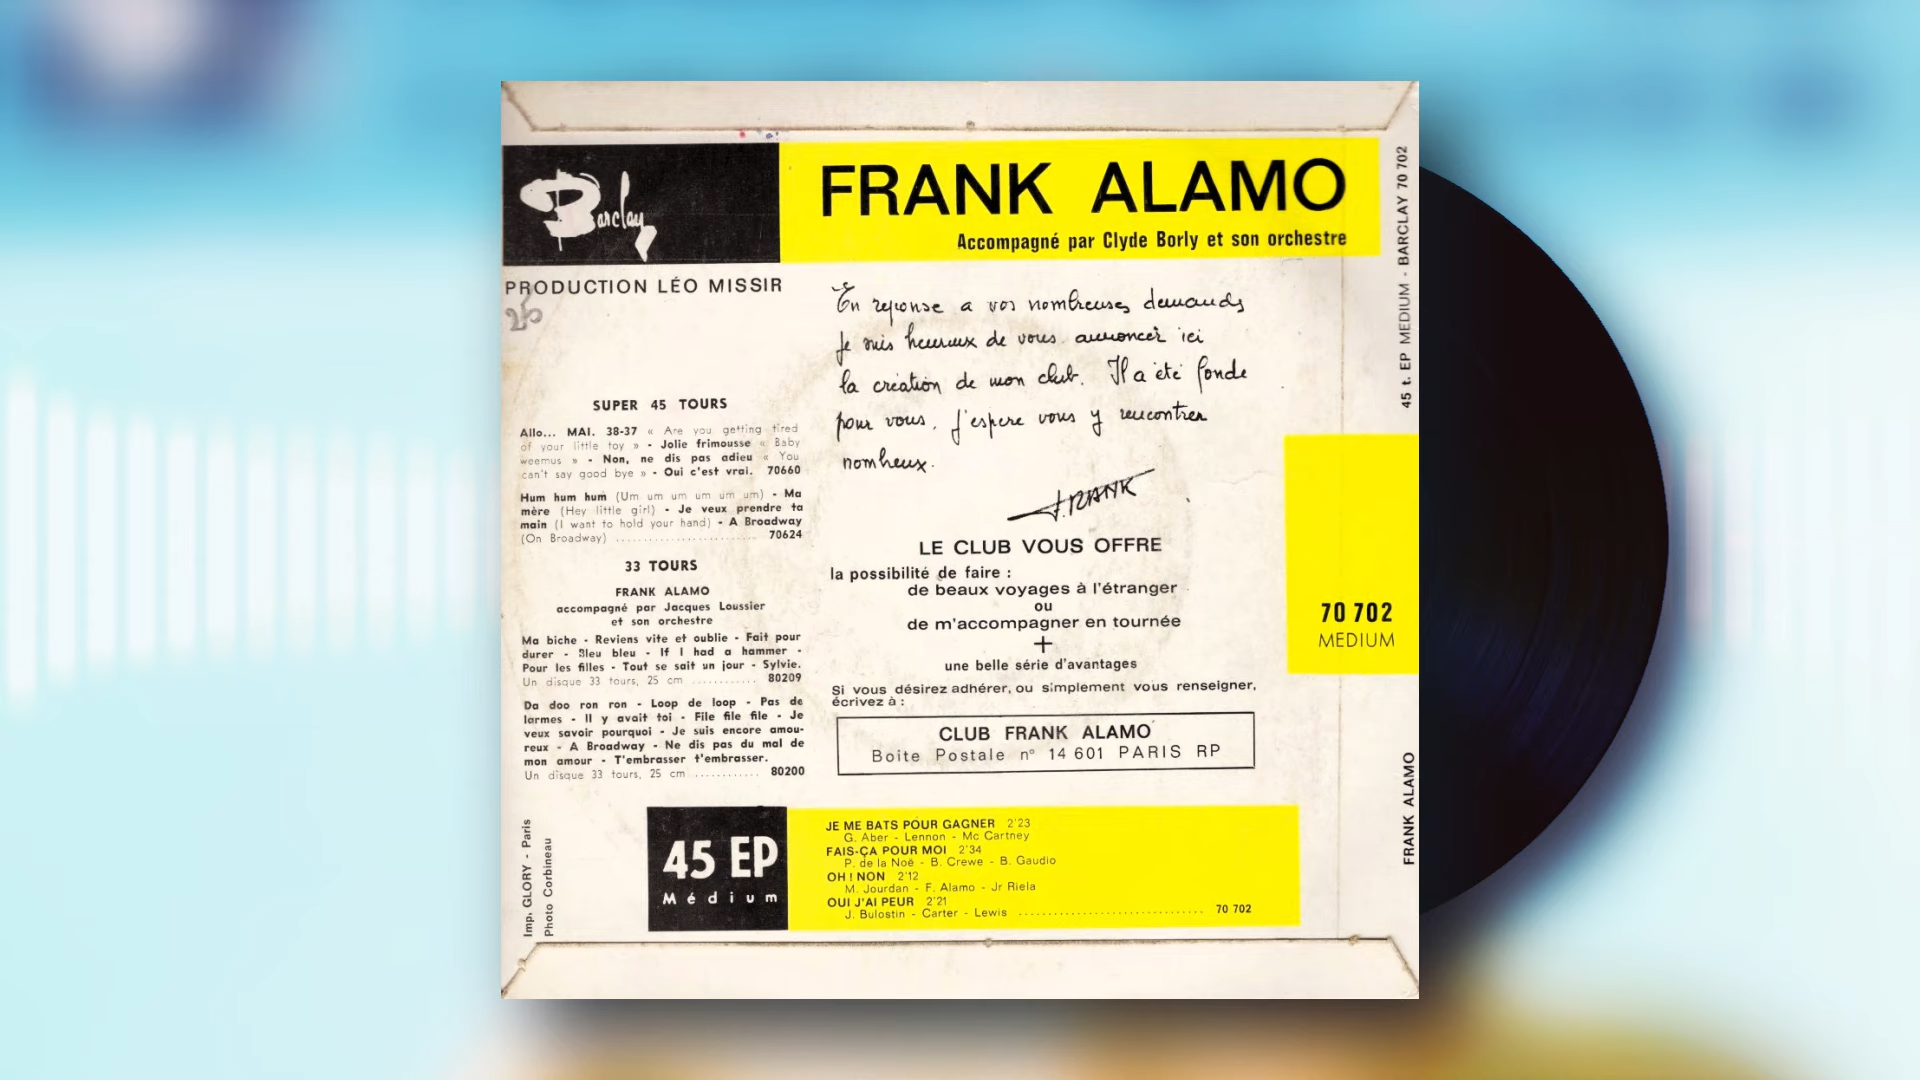 Barclay
FRANK ALAMO
Accompagné par Clyde Borly et son orchestre
PRODUCTION LÉO MISSIR
26
SUPER 45 TOURS
Allo... MAI. 38-37 « Are you getting tired
of your little toy » - Jolie frimousse « Baby
weemus » - Non, ne dis pas adieu « You
can't say good bye » - Oui c'est vrai. 70660
Hum hum hum (Um um um um um um) - Ma
mère (Hey little girl) - Je veux prendre ta
main (I want to hold your hand) - A Broadway
(On Broadway) .......................... 70624
33 TOURS
FRANK ALAMO
accompagné par Jacques Loussier
et son orchestre
Ma biche - Reviens vite et oublie - Fait pour
durer - Bleu bleu - If I had a hammer -
Pour les filles - Tout se sait un jour - Sylvie.
Un disque 33 tours, 25 cm ............ 80209
Da doo ron ron - Loop de loop - Pas de
larmes - Il y avait toi - File file file - Je
veux savoir pourquoi - Je suis encore amou-
reux - A Broadway - Ne dis pas du mal de
mon amour - T'embrasser t'embrasser.
Un disque 33 tours, 25 cm ............ 80200
En reponse a vos nombreuses demands
Je suis heureux de vous annoncer ici
la création de mon club. Il a été fonde
pour vous, j'espere vous y rencontrer
nombreux.
FRANK
LE CLUB VOUS OFFRE
la possibilité de faire :
de beaux voyages à l'étranger
ou
de m'accompagner en tournée
+
une belle série d'avantages
Si vous désirez adhérer, ou simplement vous renseigner,
écrivez à :
CLUB FRANK ALAMO
Boite Postale n° 14 601 PARIS RP
45 EP
Médium
JE ME BATS POUR GAGNER 2'23
G. Aber - Lennon - Mc Cartney
FAIS-ÇA POUR MOI 2'34
P. de la Noë - B. Crewe - B. Gaudio
OH ! NON 2'12
M. Jourdan - F. Alamo - Jr Riela
OUI J'AI PEUR 2'21
J. Bulostin - Carter - Lewis ............................... 70 702
Imp. GLORY - Paris
Photo Corbineau
45 t. EP MEDIUM - BARCLAY 70 702
70 702
MEDIUM
FRANK ALAMO